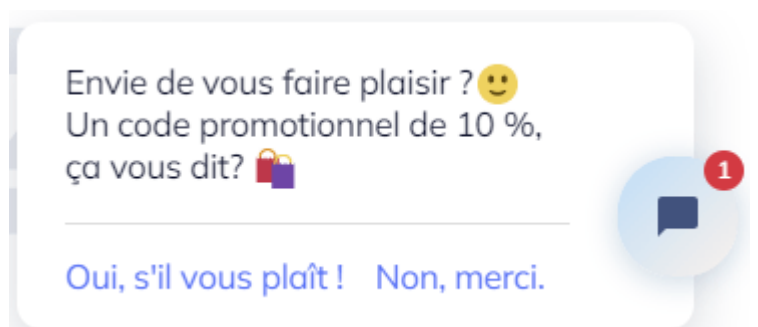 Envie de vous faire plaisir ?🙂
Un code promotionnel de 10 %,
ça vous dit? 🛍️
1
Oui, s'il vous plaît ! Non, merci.